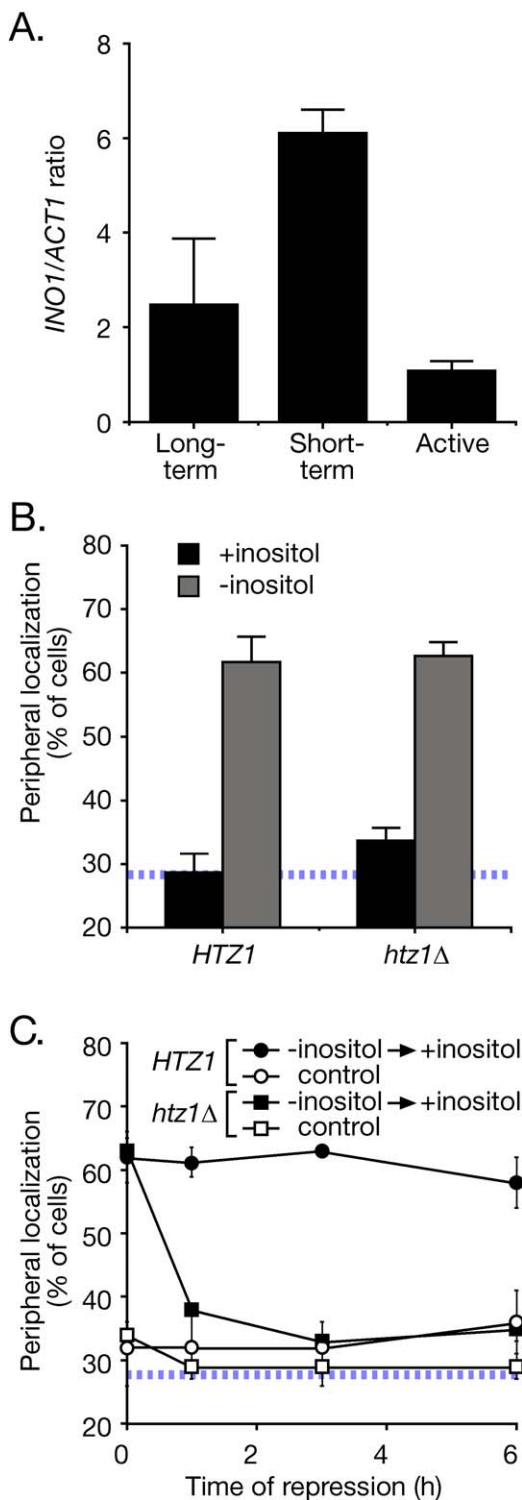 A.
INO1/ACT1 ratio
8
6
4
2
0
Long-
term
Short-
term
Active
B.
Peripheral localization
(% of cells)
80
70
60
50
40
30
20
+inositol
-inositol
HTZ1
htz1Δ
C.
Peripheral localization
(% of cells)
80
70
60
50
40
30
20
HTZ1
-inositol → +inositol
control
htz1Δ
-inositol → +inositol
control
0
2
4
6
Time of repression (h)